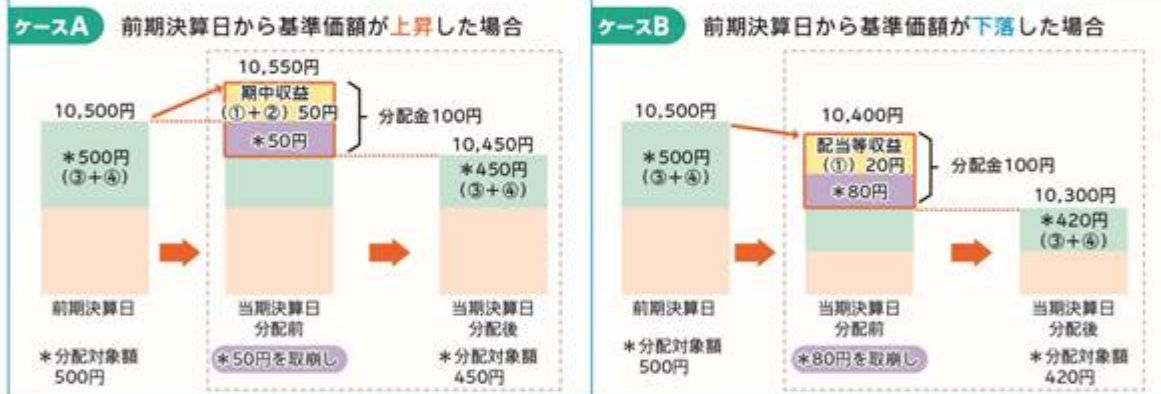 ケースA 前期決算日から基準価額が上昇した場合
10,550円
10,500円
期中収益
(①+②) 50円
*50円
分配金100円
10,450円
*500円
(③+④)
*450円
(③+④)
前期決算日
当期決算日
分配前
当期決算日
分配後
*分配対象額
500円
*50円を取崩し
*分配対象額
450円
ケースB 前期決算日から基準価額が下落した場合
10,500円
10,400円
配当等収益
(①) 20円
*80円
分配金100円
10,300円
*500円
(③+④)
*420円
(③+④)
前期決算日
当期決算日
分配前
当期決算日
分配後
*分配対象額
500円
*80円を取崩し
*分配対象額
420円